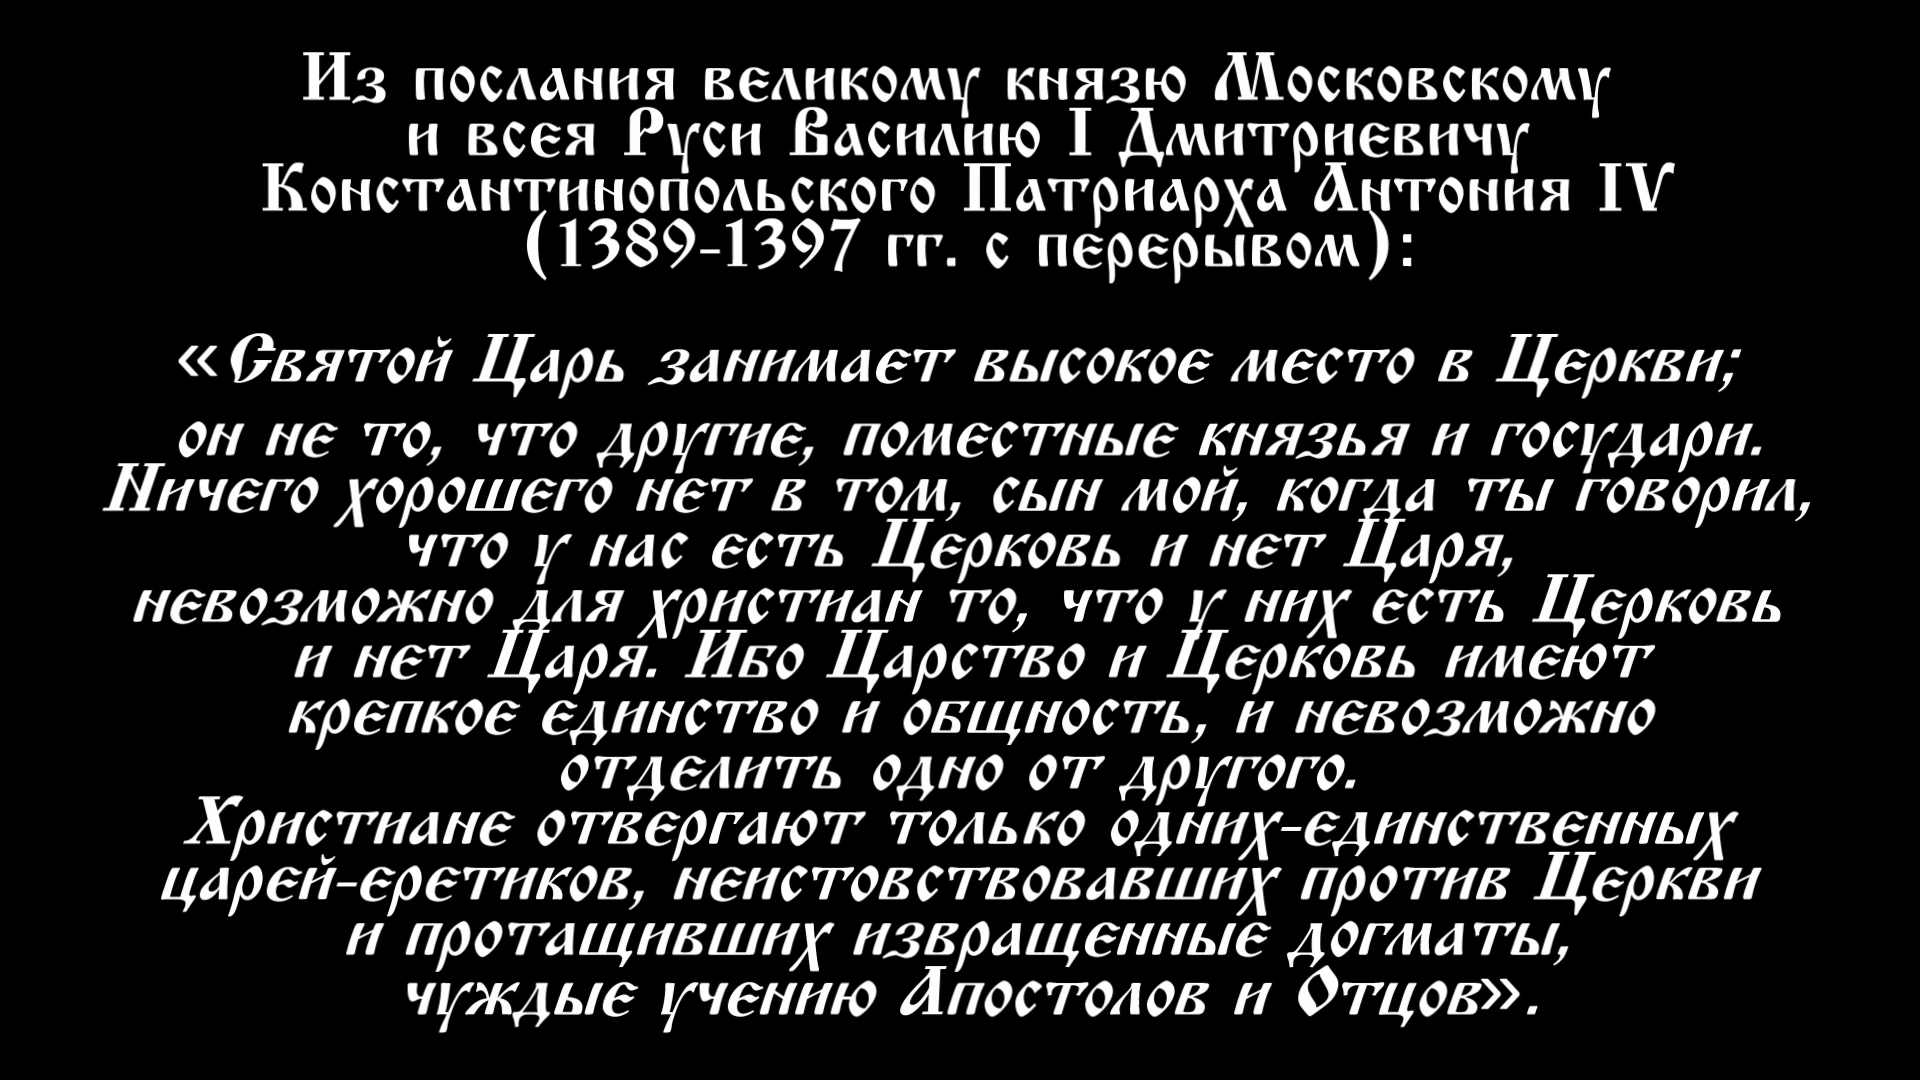 Из послания великому князю Московскому
и всея Руси Василию I Дмитриевичу
Константинопольского Патриарха Антония IV
(1389-1397 гг. с перерывом):
«Святой Царь занимает высокое место в Церкви;
он не то, что другие, поместные князья и государи.
Ничего хорошего нет в том, сын мой, когда ты говорил,
что у нас есть Церковь и нет Царя,
невозможно для христиан то, что у них есть Церковь
и нет Царя. Ибо Царство и Церковь имеют
крепкое единство и общность, и невозможно
отделить одно от другого.
Христиане отвергают только одних-единственных
царей-еретиков, неистовствовавших против Церкви
и протащивших извращенные догматы,
чуждые учению Апостолов и Отцов».